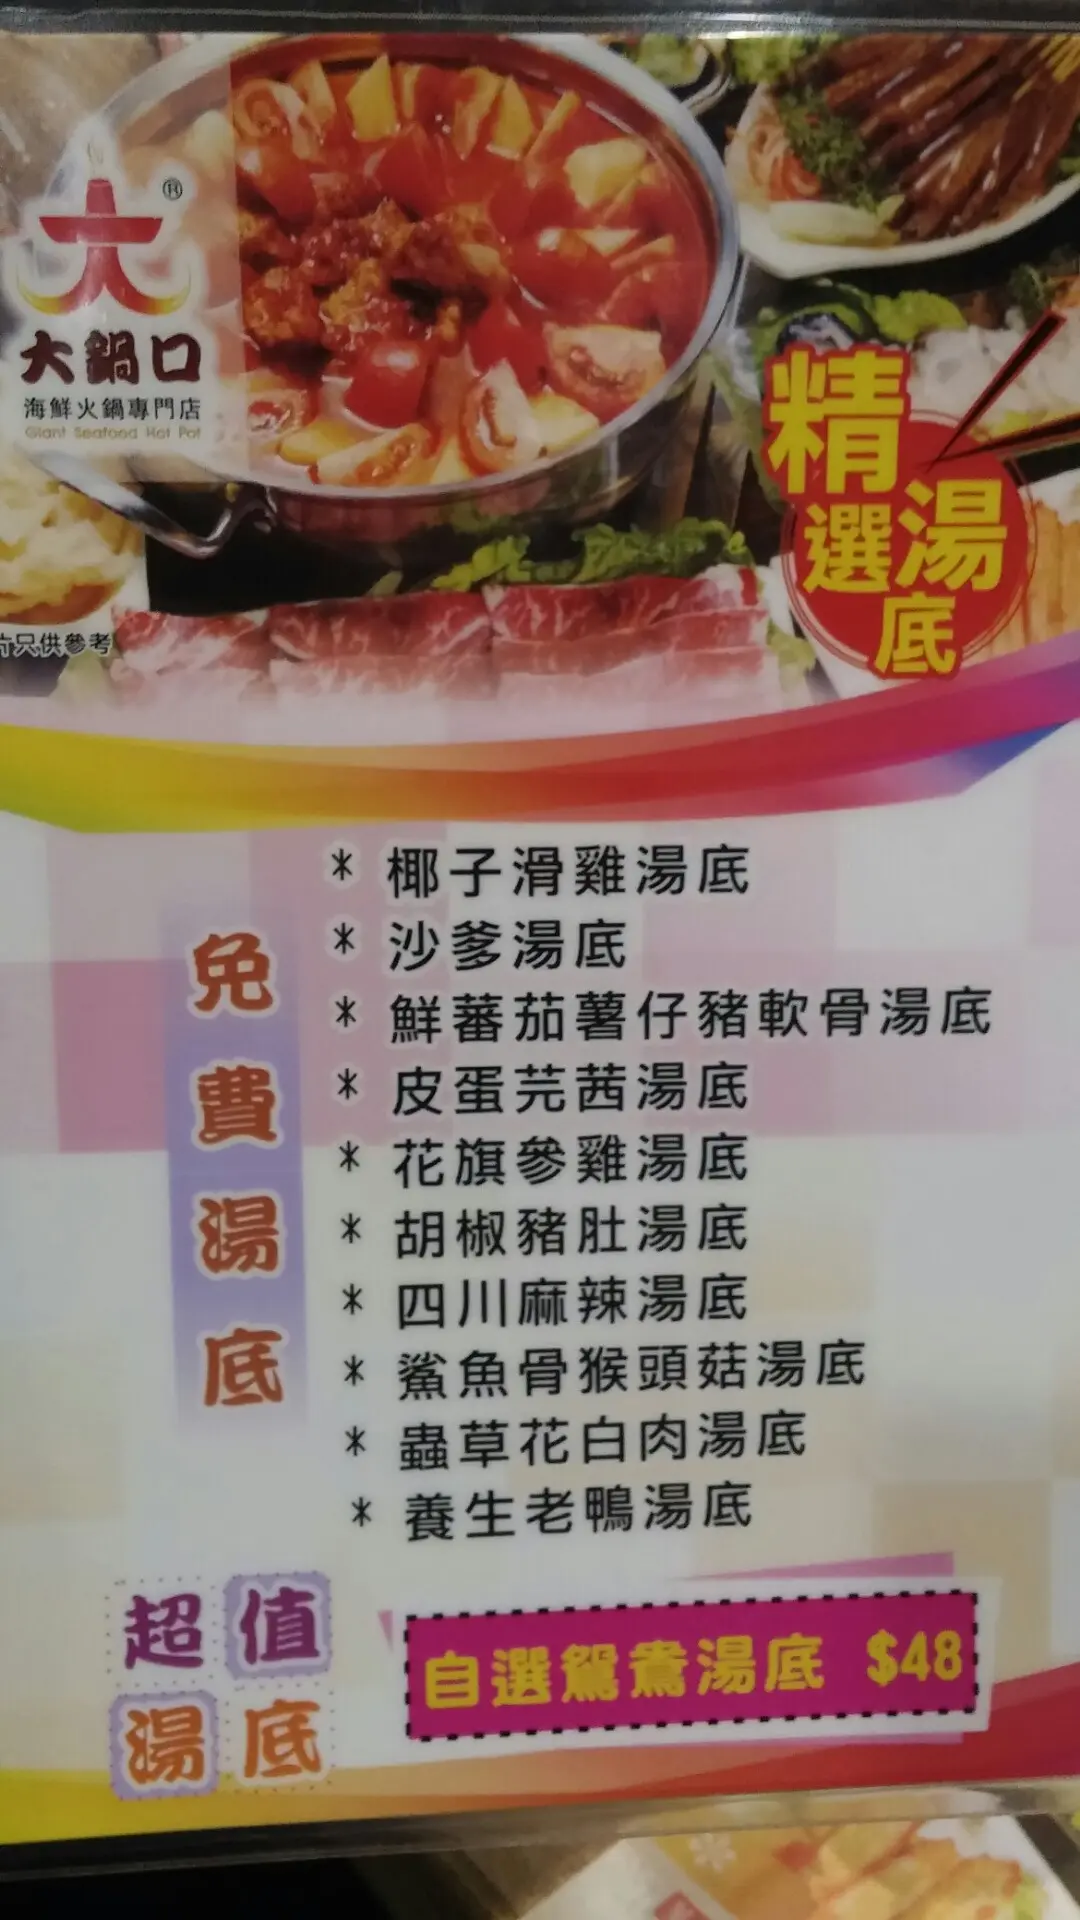 ®
大鍋口
海鮮火鍋專門店
Giant Seafood Hot Pot
精選湯底
片只供參考
免費湯底
* 椰子滑雞湯底
* 沙爹湯底
* 鮮蕃茄薯仔豬軟骨湯底
* 皮蛋芫茜湯底
* 花旗參雞湯底
* 胡椒豬肚湯底
* 四川麻辣湯底
* 鯊魚骨猴頭菇湯底
* 蟲草花白肉湯底
* 養生老鴨湯底
超值
湯底
自選鴛鴦湯底 $48